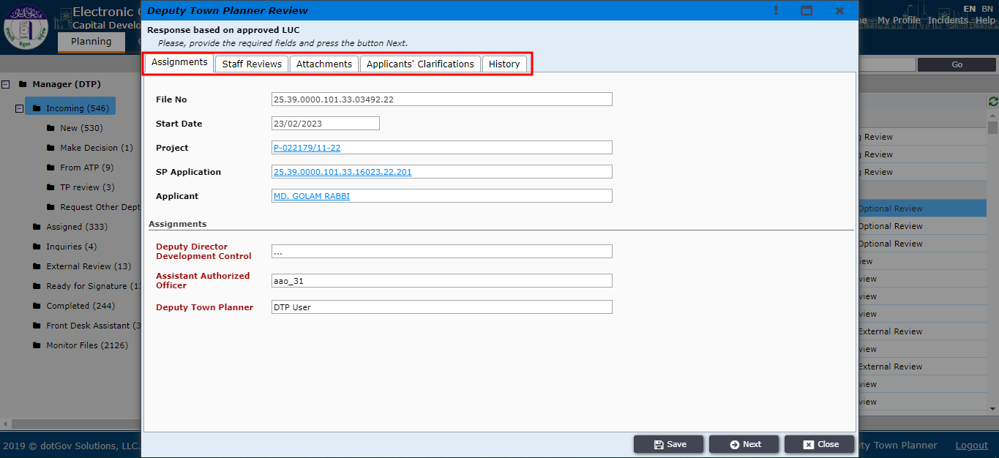 Electronic
Capital Develo
Planning
EN BN
My Profile Incidents Help
Go
Manager (DTP)
Incoming (546)
New (530)
Make Decision (1)
From ATP (9)
TP review (3)
Request Other Dept
Assigned (333)
Inquiries (4)
External Review (13)
Ready for Signature (1
Completed (244)
Front Desk Assistant (3
Monitor Files (2126)
Deputy Town Planner Review
Response based on approved LUC
Please, provide the required fields and press the button Next.
Assignments Staff Reviews Attachments Applicants' Clarifications History
File No 25.39.0000.101.33.03492.22
Start Date 23/02/2023
Project P-022179/11-22
SP Application 25.39.0000.101.33.16023.22.201
Applicant MD. GOLAM RABBI
Assignments
Deputy Director
Development Control ...
Assistant Authorized
Officer aao_31
Deputy Town Planner DTP User
Save Next Close
Review
Review
Review
Optional Review
Optional Review
Optional Review
iew
view
view
view
External Review
view
External Review
view
view
2019 © dotGov Solutions, LLC.
ty Town Planner Logout